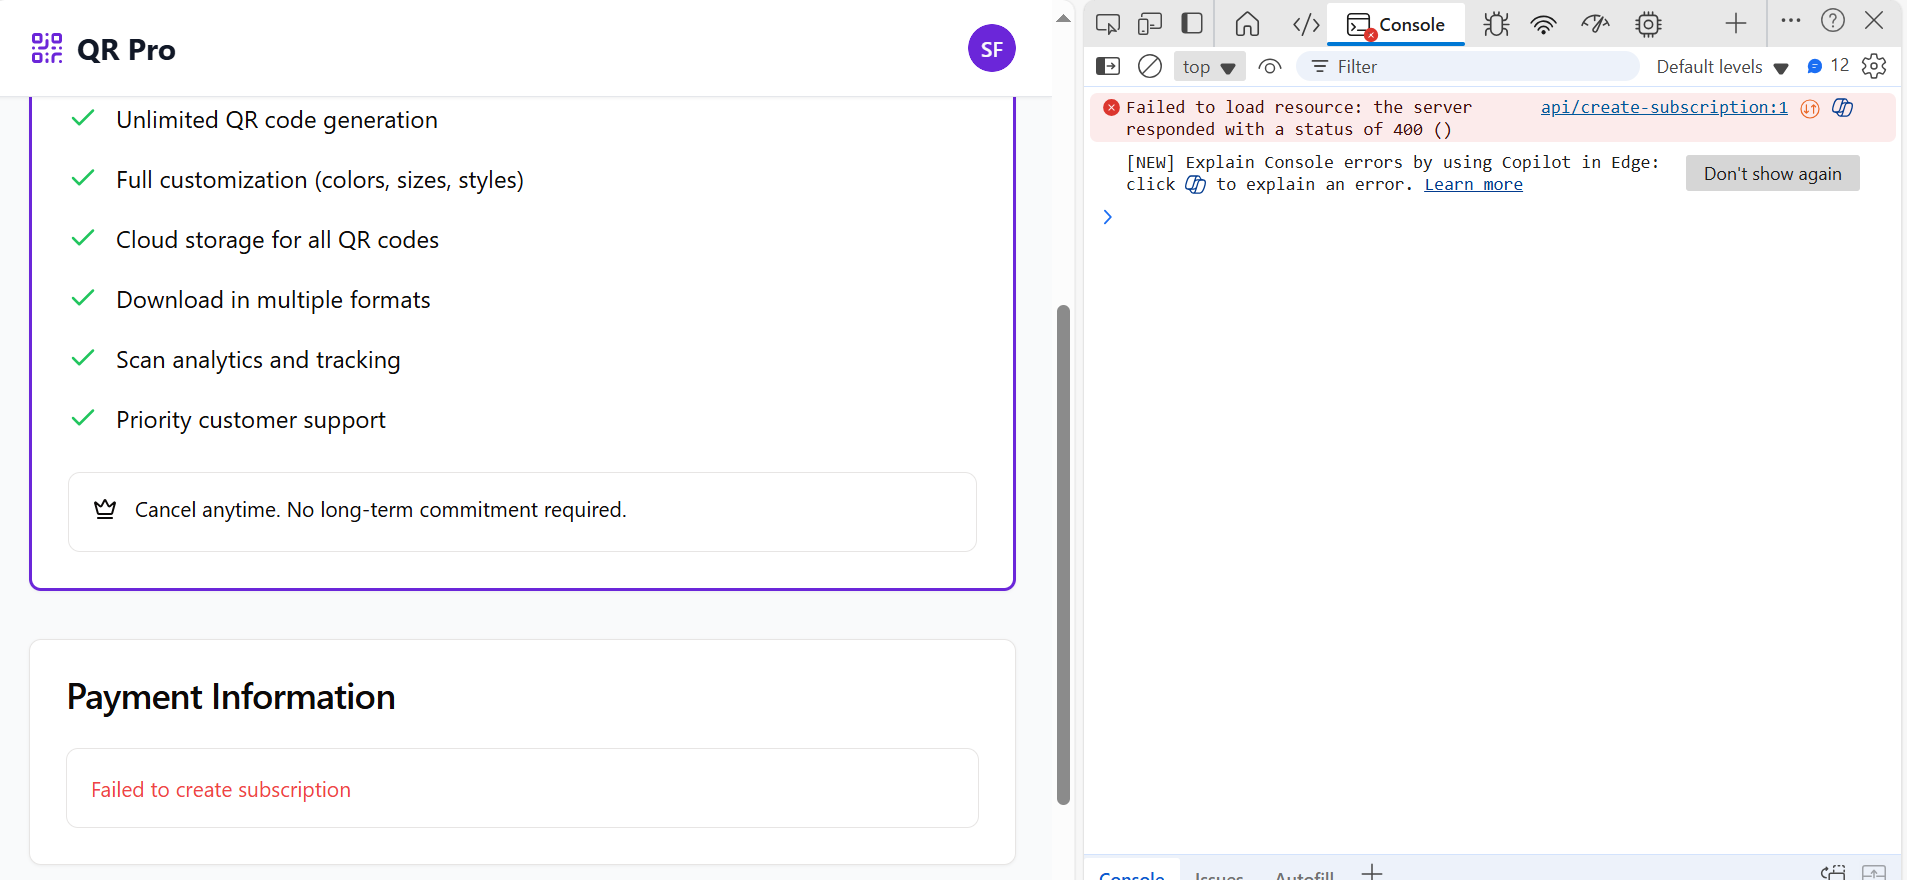 QR Pro
SF
Unlimited QR code generation
Full customization (colors, sizes, styles)
Cloud storage for all QR codes
Download in multiple formats
Scan analytics and tracking
Priority customer support
Cancel anytime. No long-term commitment required.
Payment Information
Failed to create subscription
Console
top
Filter
Default levels
12
Failed to load resource: the server
responded with a status of 400 ()
api/create-subscription:1
[NEW] Explain Console errors by using Copilot in Edge:
click to explain an error. Learn more
Don't show again
Console
Issues
Autofill